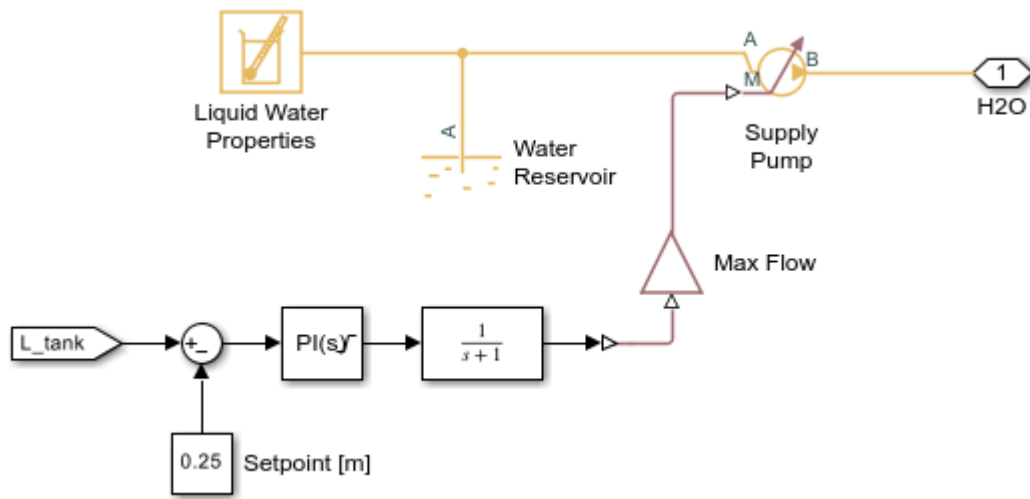 Liquid Water
Properties
A
Water
Reservoir
A
M
B
Supply
Pump
1
H2O
Max Flow
L_tank
+
−
PI(s)
1
s + 1
0.25
Setpoint [m]